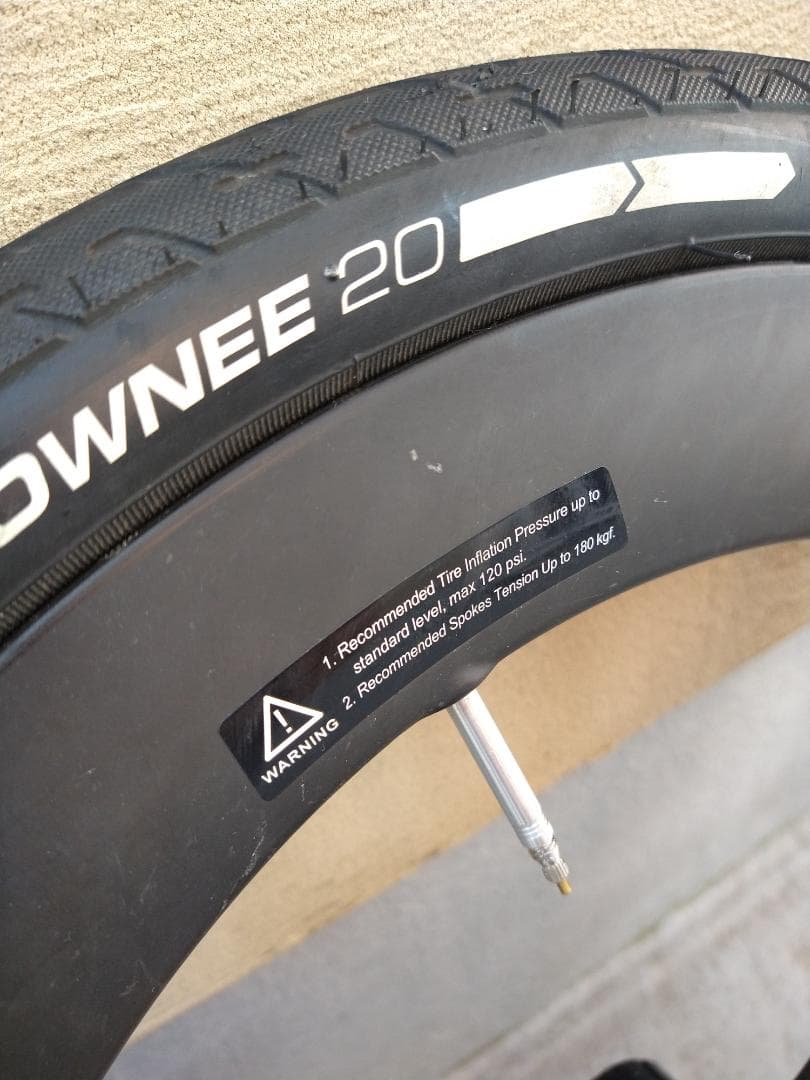 OWNEE 20
1. Recommended Tire Inflation Pressure up to
standard level, max 120 psi.
2. Recommended Spokes Tension Up to 180 kgf.
WARNING